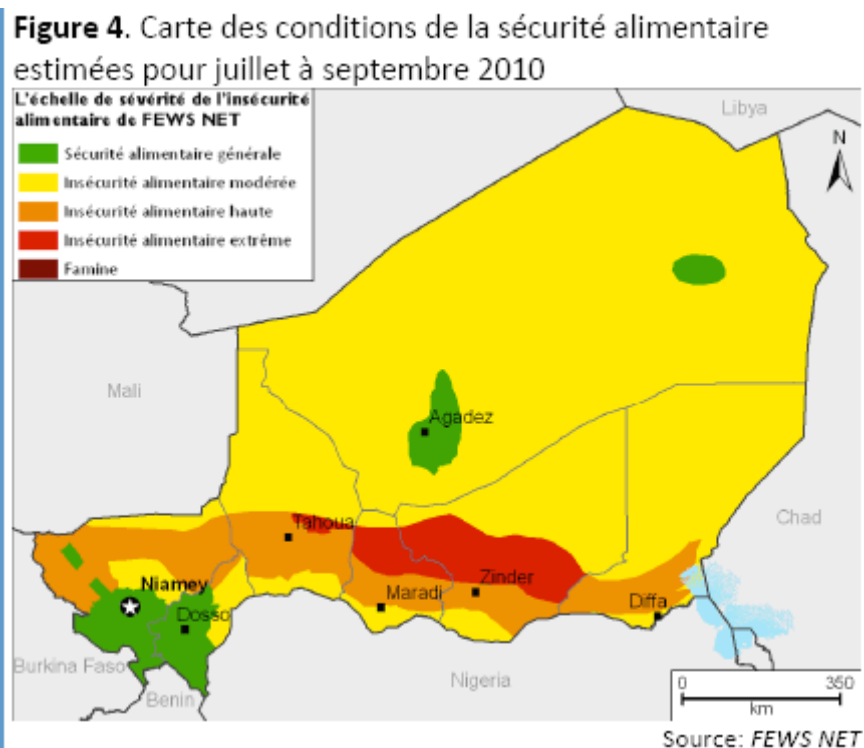 Figure 4. Carte des conditions de la sécurité alimentaire
estimées pour juillet à septembre 2010
L'échelle de sévérité de l'insécurité
alimentaire de FEWS NET
Sécurité alimentaire générale
Insécurité alimentaire modérée
Insécurité alimentaire haute
Insécurité alimentaire extrême
Famine
Libya
N
Mali
Agadez
Chad
Tahoua
Niamey
Maradi
Zinder
Diffa
Dosso
Burkina Faso
Benin
Nigeria
0 350
km
Source: FEWS NET